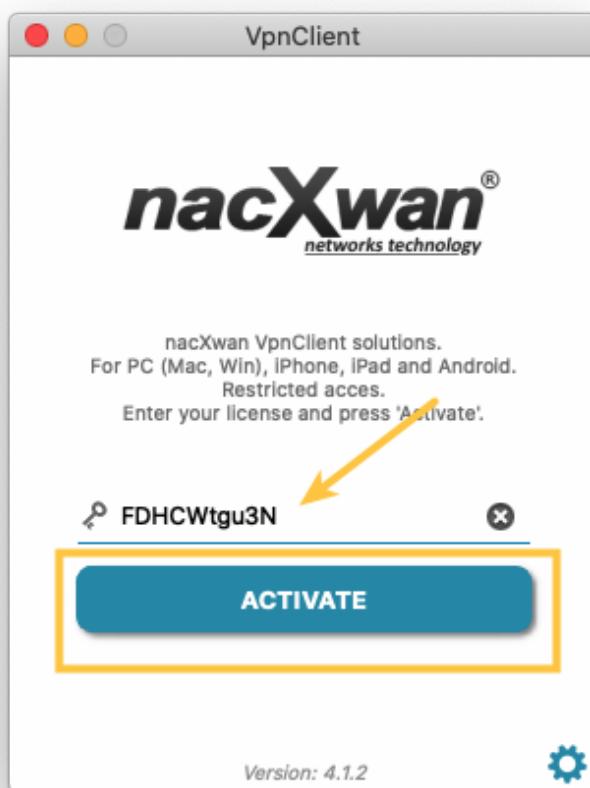 VpnClient
nacXwan®
networks technology
nacXwan VpnClient solutions.
For PC (Mac, Win), iPhone, iPad and Android.
Restricted acces.
Enter your license and press 'Activate'.
FDHCWtgu3N
ACTIVATE
Version: 4.1.2